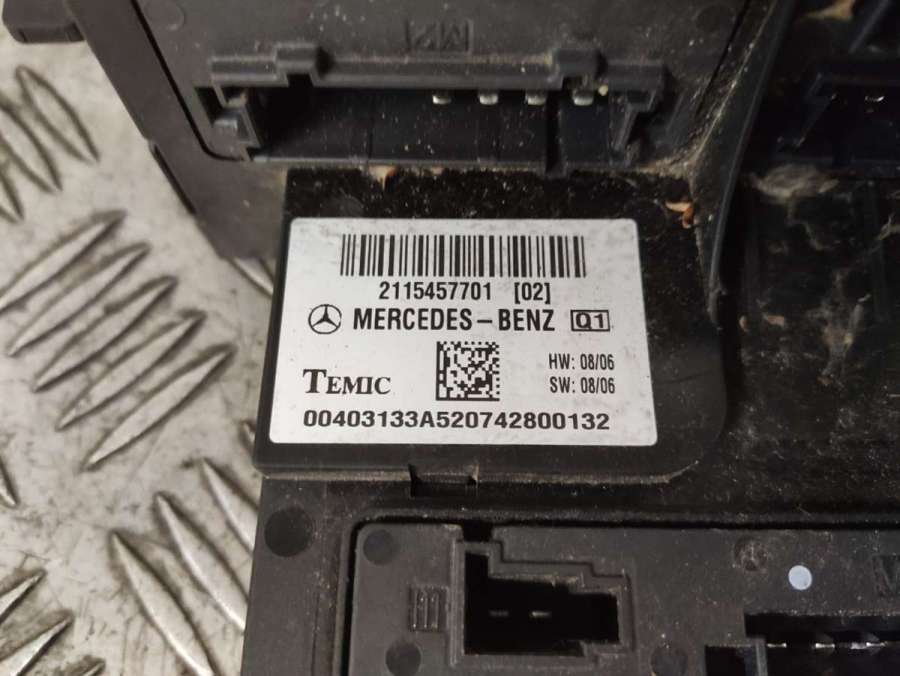 2115457701 [02]
MERCEDES-BENZ Q1
HW: 08/06
TEMIC
SW: 08/06
00403133A520742800132